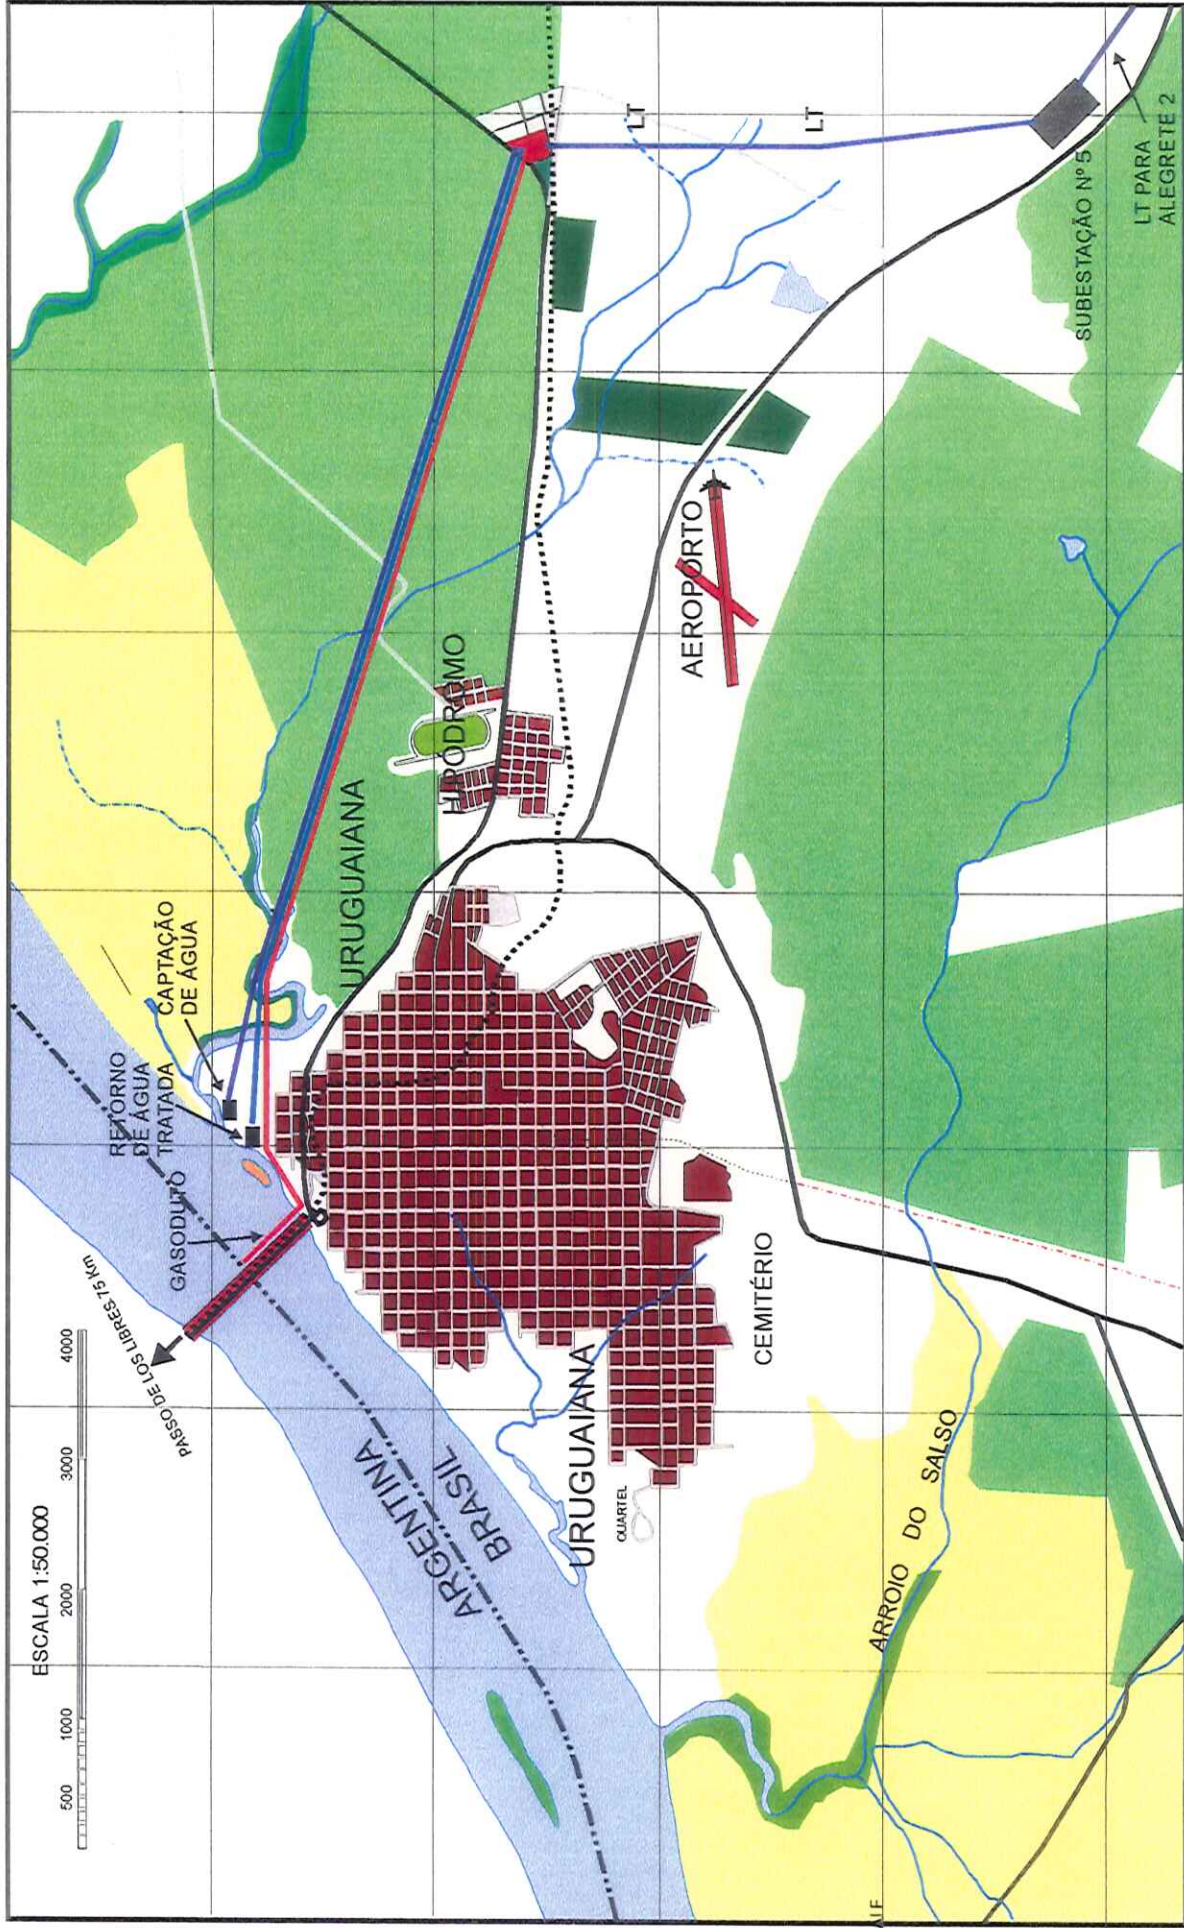 ESCALA 1:50.000
500
1000
2000
3000
4000
PASSO DE LOS LIBRES 75 Km
GASODUTO
RETORNO
DE ÁGUA
TRATADA
CAPTAÇÃO
DE ÁGUA
ARGENTINA
BRASIL
URUGUAIANA
HIPÓDROMO
URUGUAIANA
QUARTEL
CEMITÉRIO
AEROPORTO
LT
LT
SUBESTAÇÃO Nº 5
LT PARA
ALEGRETE 2
ARROIO DO SALSO